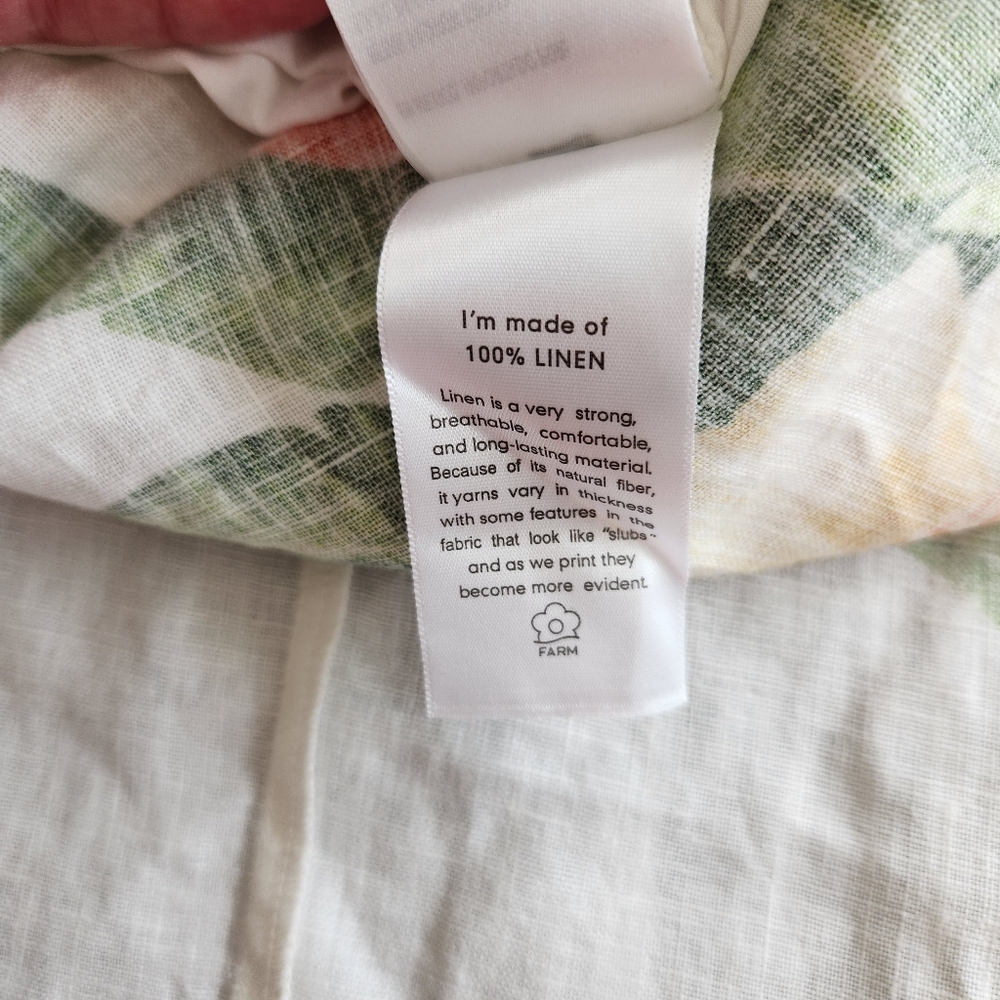 I'm made of
100% LINEN
Linen is a very strong,
breathable, comfortable,
and long-lasting material.
Because of its natural fiber,
it yarns vary in thickness
with some features in the
fabric that look like "slubs"
and as we print they
become more evident.
FARM